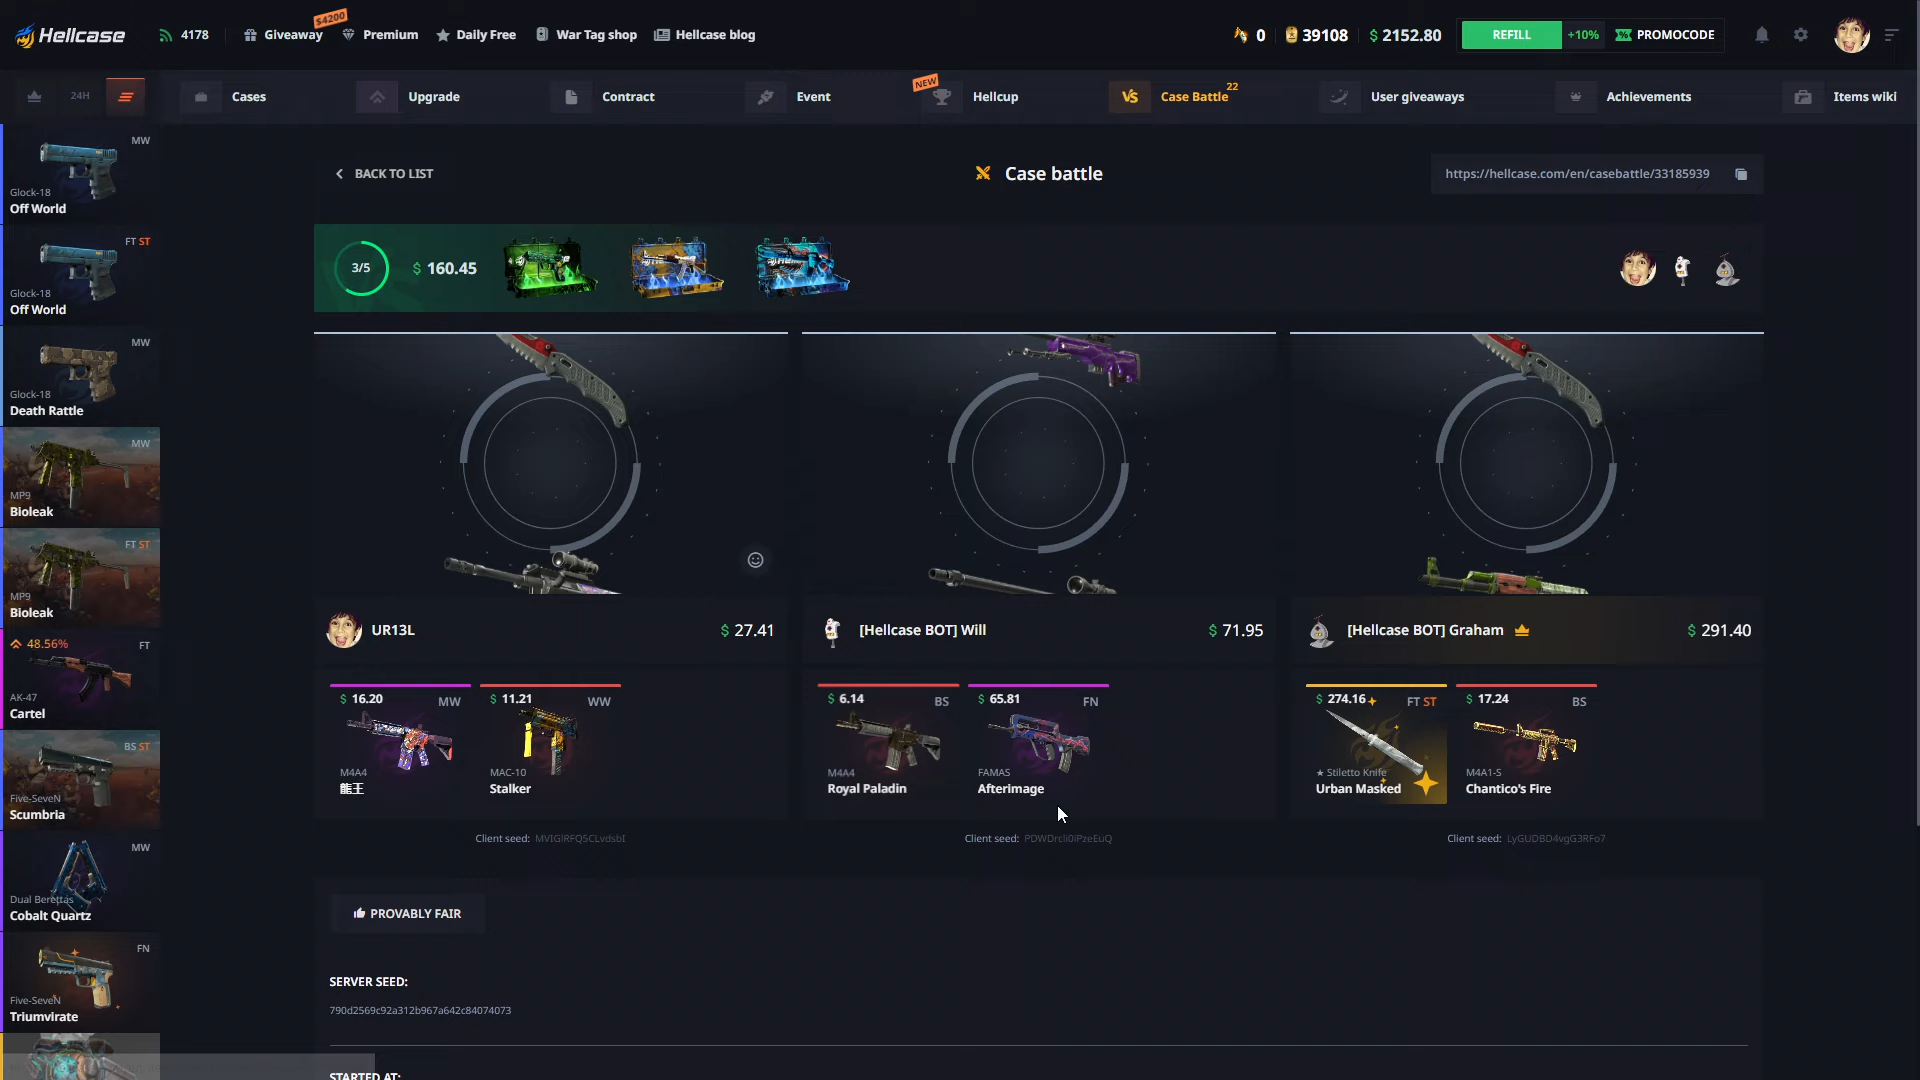 Hellcase
4178
$4200
Giveaway
Premium
Daily Free
War Tag shop
Hellcase blog
0
39108
$ 2152.80
REFILL
+10%
PROMOCODE
24H
Cases
Upgrade
Contract
Event
NEW
Hellcup
VS
Case Battle
22
User giveaways
Achievements
Items wiki
MW
Glock-18
Off World
FT ST
Glock-18
Off World
MW
Glock-18
Death Rattle
MW
MP9
Bioleak
FT ST
MP9
Bioleak
48.56%
FT
AK-47
Cartel
BS ST
Five-SeveN
Scumbria
MW
Dual Berettas
Cobalt Quartz
FN
Five-SeveN
Triumvirate
BACK TO LIST
Case battle
https://hellcase.com/en/casebattle/33185939
3/5
$ 160.45
UR13L
$ 27.41
[Hellcase BOT] Will
$ 71.95
[Hellcase BOT] Graham
$ 291.40
$ 16.20
MW
M4A4
龍王
$ 11.21
WW
MAC-10
Stalker
$ 6.14
BS
M4A4
Royal Paladin
$ 65.81
FN
FAMAS
Afterimage
$ 274.16
FT ST
★ Stiletto Knife
Urban Masked
$ 17.24
BS
M4A1-S
Chantico's Fire
Client seed:
Client seed:
Client seed: LyGUDBD4vgG3RFo7
PROVABLY FAIR
SERVER SEED:
790d2569c92a312b967a642c84074073
STARTED AT: